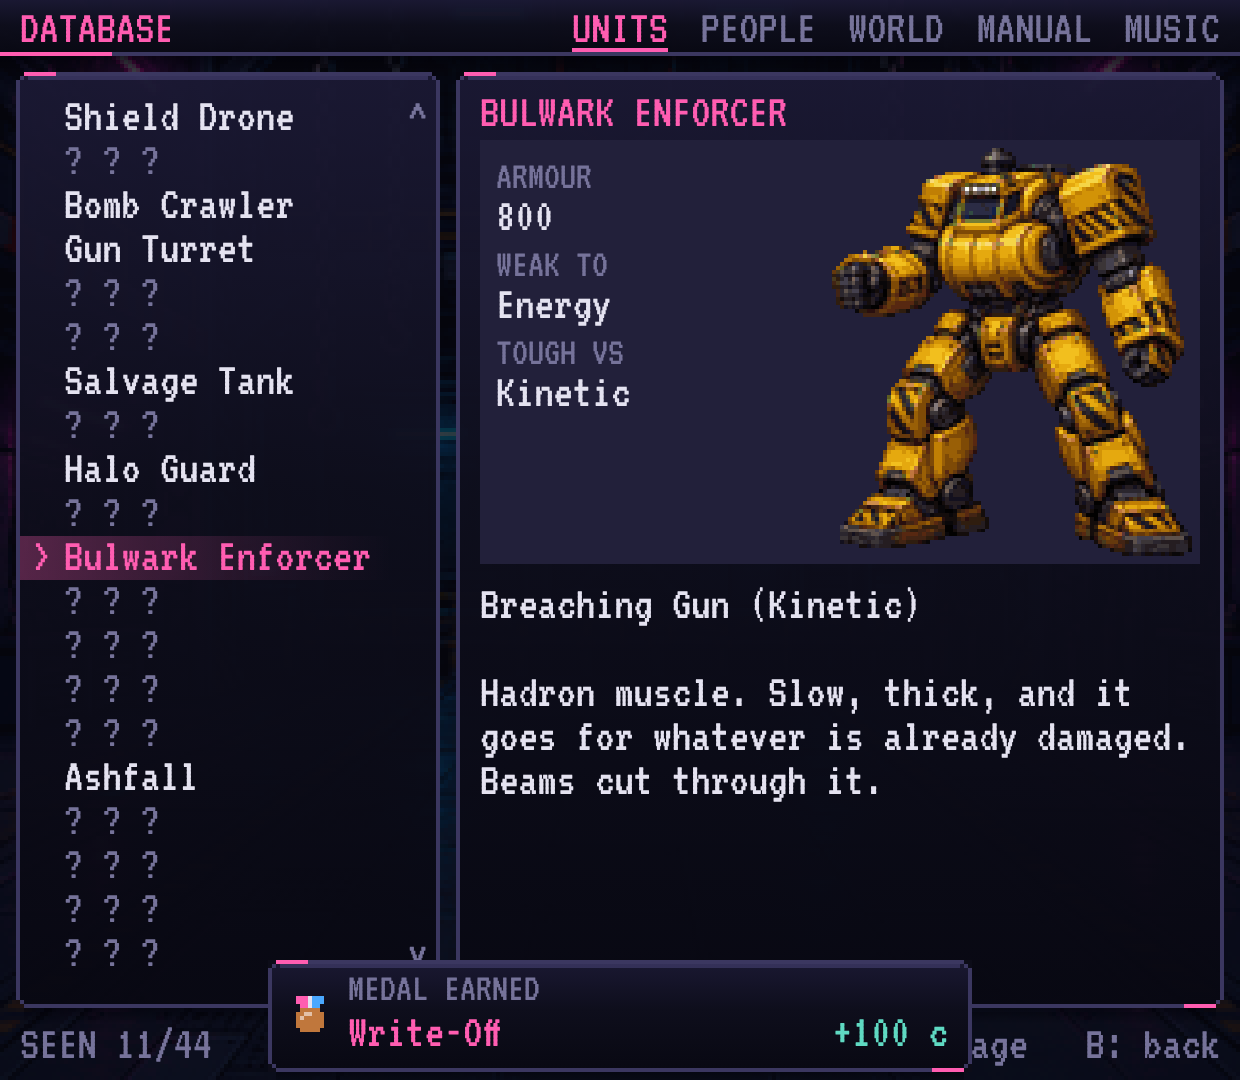 DATABASE
UNITS PEOPLE WORLD MANUAL MUSIC
Shield Drone ^
? ? ?
Bomb Crawler
Gun Turret
? ? ?
? ? ?
Salvage Tank
? ? ?
Halo Guard
? ? ?
> Bulwark Enforcer
? ? ?
? ? ?
? ? ?
? ? ?
Ashfall
? ? ?
? ? ?
? ? ?
? ? ? v
BULWARK ENFORCER
ARMOUR
800
WEAK TO
Energy
TOUGH VS
Kinetic
Breaching Gun (Kinetic)
Hadron muscle. Slow, thick, and it
goes for whatever is already damaged.
Beams cut through it.
MEDAL EARNED
Write-Off +100 c
SEEN 11/44
age B: back